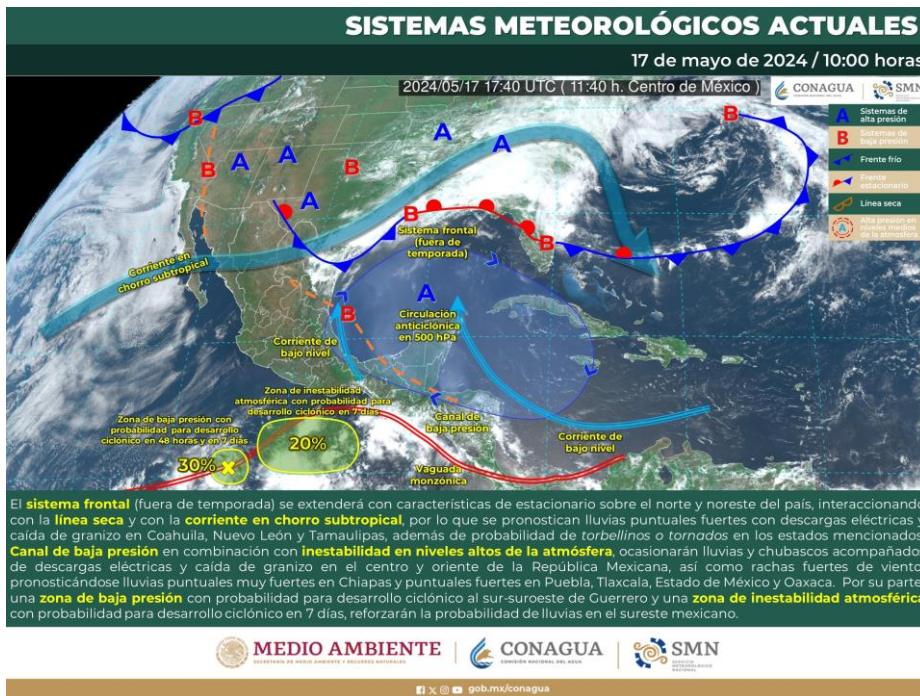 SISTEMAS METEOROLÓGICOS ACTUALES
17 de mayo de 2024 / 10:00 horas
2024/05/17 17:40 UTC ( 11:40 h. Centro de México )
CONAGUA
COMISIÓN NACIONAL DEL AGUA
SMN
A Sistemas de
alta presión
B Sistemas de
baja presión
Frente frío
Frente
estacionario
Línea seca
A Alta presión en
niveles medios
de la atmósfera
B
B
B
A
A
A
B
A
A
B
Sistema frontal
(fuera de
temporada)
B
Corriente en
chorro subtropical
A
Circulación
anticiclónica
en 500 hPa
B
Corriente de
bajo nivel
Zona de inestabilidad
atmosférica con probabilidad para
desarrollo ciclónico en 7 días
Zona de baja presión con
probabilidad para desarrollo
ciclónico en 48 horas y en 7 días
20%
30%
Canal de
baja presión
Corriente de
bajo nivel
Vaguada
monzónica
El sistema frontal (fuera de temporada) se extenderá con características de estacionario sobre el norte y noreste del país, interaccionando
con la línea seca y con la corriente en chorro subtropical, por lo que se pronostican lluvias puntuales fuertes con descargas eléctricas
caída de granizo en Coahuila, Nuevo León y Tamaulipas, además de probabilidad de torbellinos o tornados en los estados mencionados
Canal de baja presión en combinación con inestabilidad en niveles altos de la atmósfera, ocasionarán lluvias y chubascos acompañado
de descargas eléctricas y caída de granizo en el centro y oriente de la República Mexicana, así como rachas fuertes de viento
pronosticándose lluvias puntuales muy fuertes en Chiapas y puntuales fuertes en Puebla, Tlaxcala, Estado de México y Oaxaca. Por su parte
una zona de baja presión con probabilidad para desarrollo ciclónico al sur-suroeste de Guerrero y una zona de inestabilidad atmosférica
con probabilidad para desarrollo ciclónico en 7 días, reforzarán la probabilidad de lluvias en el sureste mexicano.
MEDIO AMBIENTE
SECRETARÍA DE MEDIO AMBIENTE Y RECURSOS NATURALES
CONAGUA
COMISIÓN NACIONAL DEL AGUA
SMN
SERVICIO
METEOROLÓGICO
NACIONAL
gob.mx/conagua